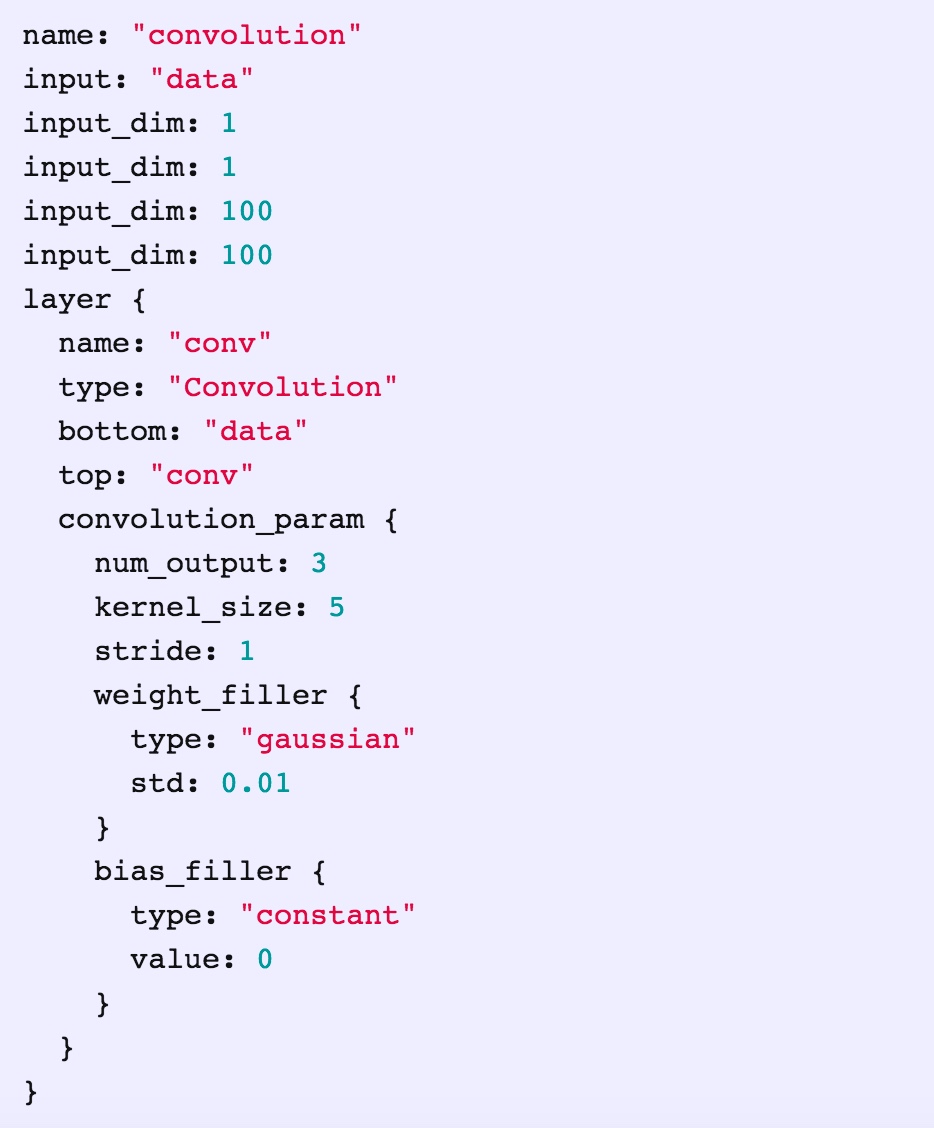 name: "convolution"
input: "data"
input_dim: 1
input_dim: 1
input_dim: 100
input_dim: 100
layer {
  name: "conv"
  type: "Convolution"
  bottom: "data"
  top: "conv"
  convolution_param {
    num_output: 3
    kernel_size: 5
    stride: 1
    weight_filler {
      type: "gaussian"
      std: 0.01
    }
    bias_filler {
      type: "constant"
      value: 0
    }
  }
}